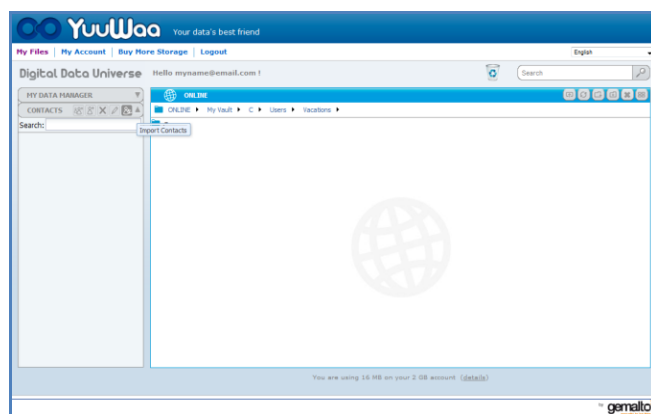 YuuWaa Your data's best friend
My Files | My Account | Buy More Storage | Logout English
Digital Data Universe Hello myname@email.com ! Search
MY DATA MANAGER ONLINE
CONTACTS ONLINE My Vault C Users Vacations
Search:
Import Contacts
You are using 16 MB on your 2 GB account (details)
gemalto